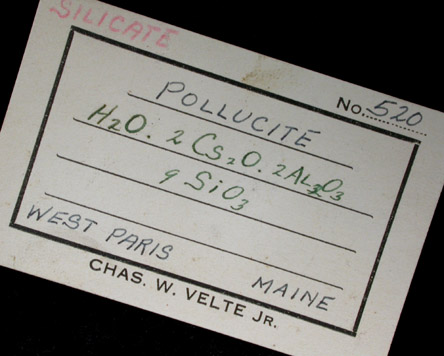 SILICATE
No. 520
POLLUCITE
H₂O. 2Cs₂O. 2Al₂O₃
9 SiO₃
WEST PARIS
MAINE
CHAS. W. VELTE JR.